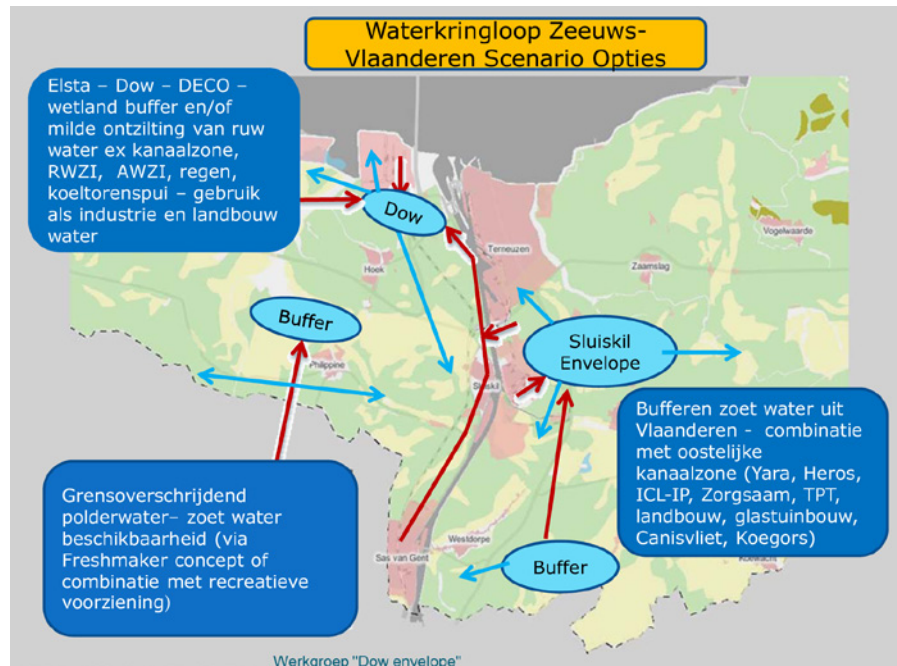 Waterkringloop Zeeuws-
Vlaanderen Scenario Opties
Elsta – Dow – DECO –
wetland buffer en/of
milde ontzilting van ruw
water ex kanaalzone,
RWZI, AWZI, regen,
koeltorenspui – gebruik
als industrie en landbouw
water
Dow
Terneuzen
Vogelwaarde
Hoek
Zaamslag
Buffer
Philippine
Sluiskil
Sluiskil
Envelope
Bufferen zoet water uit
Vlaanderen - combinatie
met oostelijke
kanaalzone (Yara, Heros,
ICL-IP, Zorgsaam, TPT,
landbouw, glastuinbouw,
Canisvliet, Koegors)
Grensoverschrijdend
polderwater– zoet water
beschikbaarheid (via
Freshmaker concept of
combinatie met recreatieve
voorziening)
Westdorpe
Sas van Gent
Buffer
Werkgroep "Dow envelope"